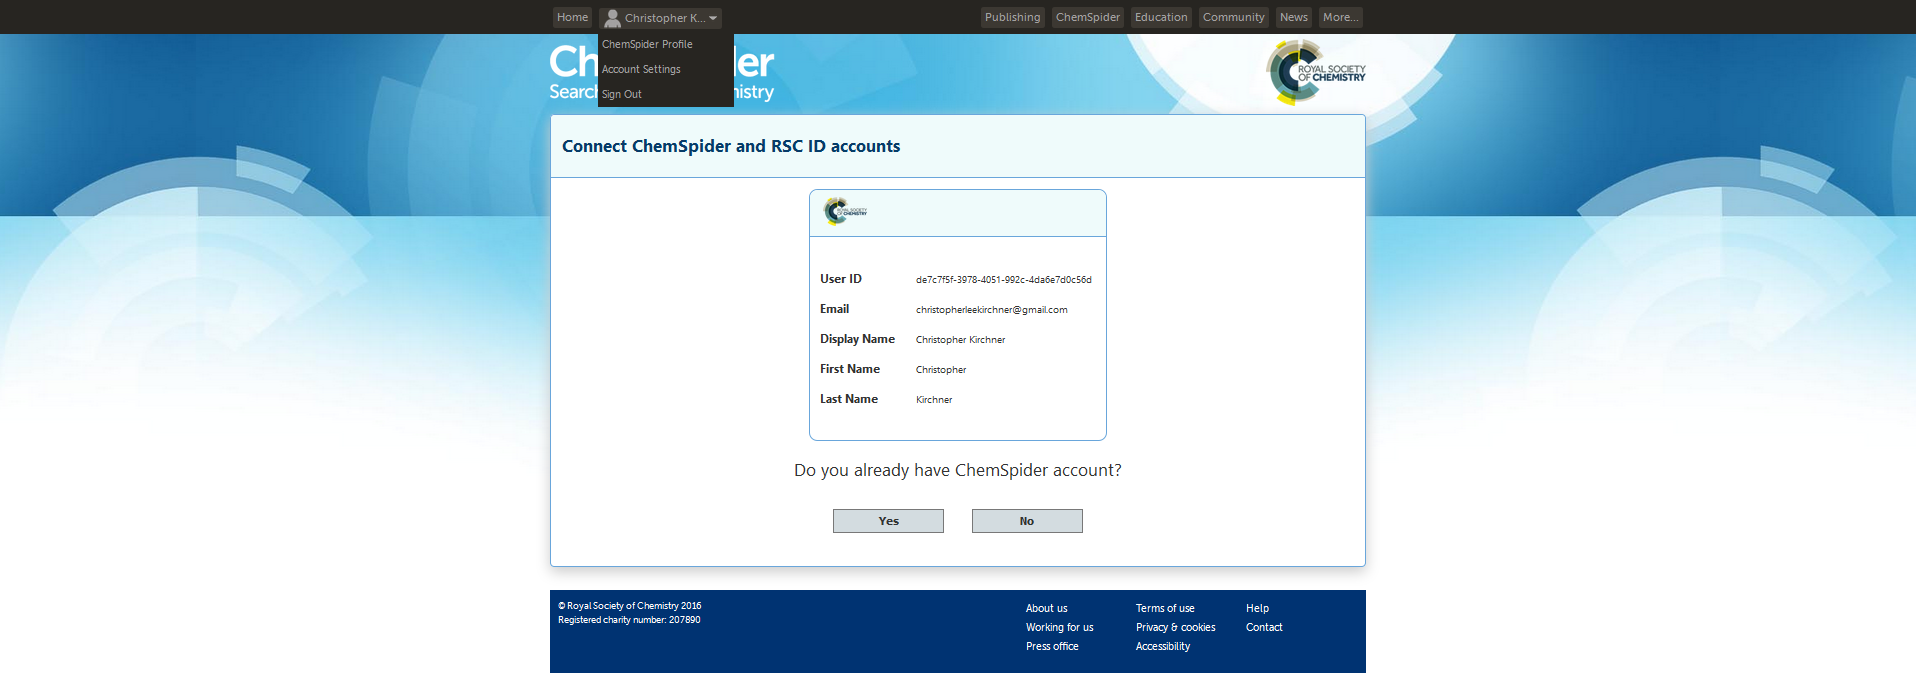 Home Christopher K... Publishing ChemSpider Education Community News More...
ChemSpider Profile
Account Settings
Sign Out
Ch der
Search istry
ROYAL SOCIETY
OF CHEMISTRY
Connect ChemSpider and RSC ID accounts
ROYAL SOCIETY
OF CHEMISTRY
User ID de7c7f5f-3978-4051-992c-4da6e7d0c56d
Email christopherleekirchner@gmail.com
Display Name Christopher Kirchner
First Name Christopher
Last Name Kirchner
Do you already have ChemSpider account?
Yes No
© Royal Society of Chemistry 2016
Registered charity number: 207890
About us Terms of use Help
Working for us Privacy & cookies Contact
Press office Accessibility